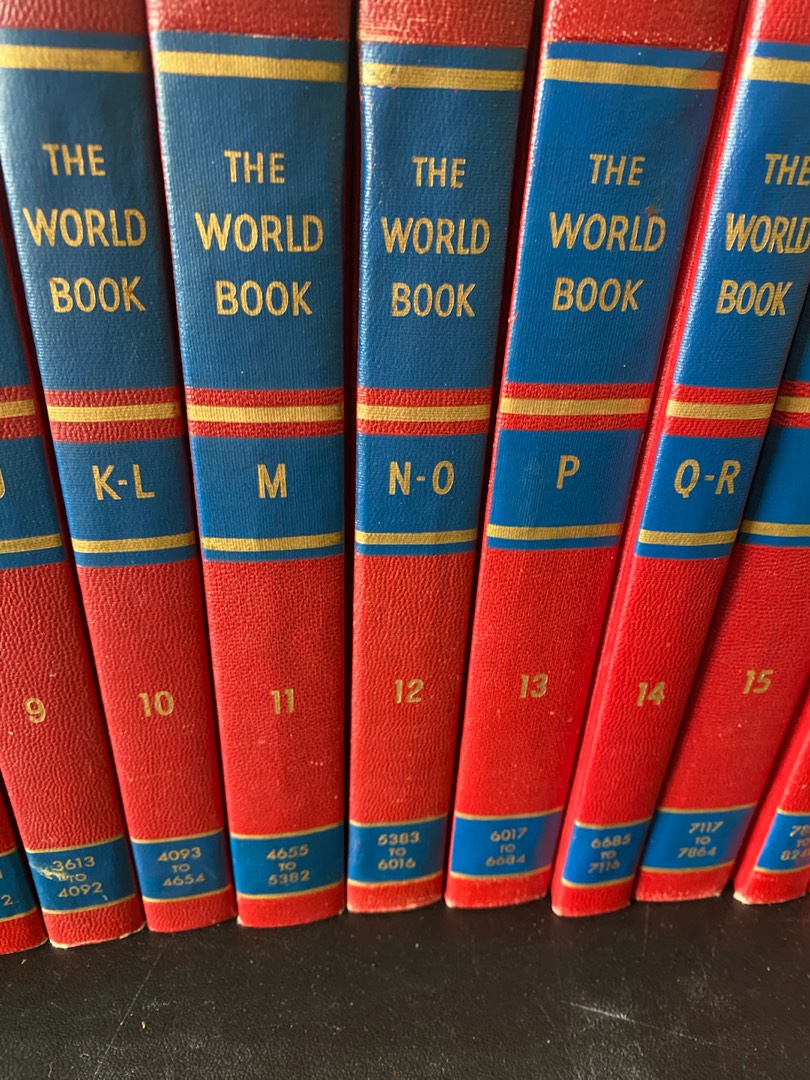 J
9
3613
TO
4092
THE
WORLD
BOOK
K-L
10
4093
TO
4654
THE
WORLD
BOOK
M
11
4655
TO
5382
THE
WORLD
BOOK
N-O
12
5383
TO
6016
THE
WORLD
BOOK
P
13
6017
TO
6684
THE
WORLD
BOOK
Q-R
14
6685
TO
7116
15
7117
TO
7864
TO